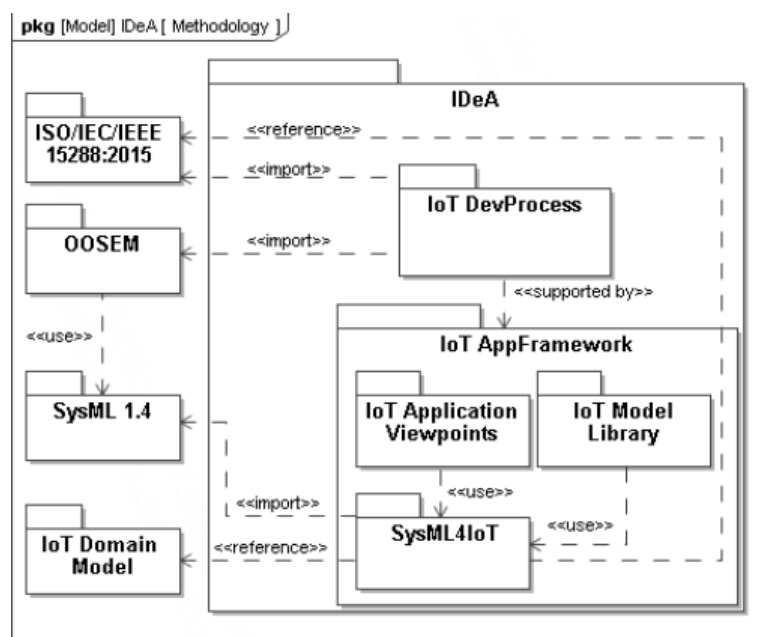 pkg [Model] IDeA [ Methodology ]
IDeA
ISO/IEC/IEEE
15288:2015
<<reference>>
<<import>>
IoT DevProcess
OOSEM
<<import>>
<<supported by>>
<<use>>
IoT AppFramework
SysML 1.4
IoT Application
Viewpoints
IoT Model
Library
<<use>>
<<import>>
SysML4IoT
<<use>>
IoT Domain
Model
<<reference>>